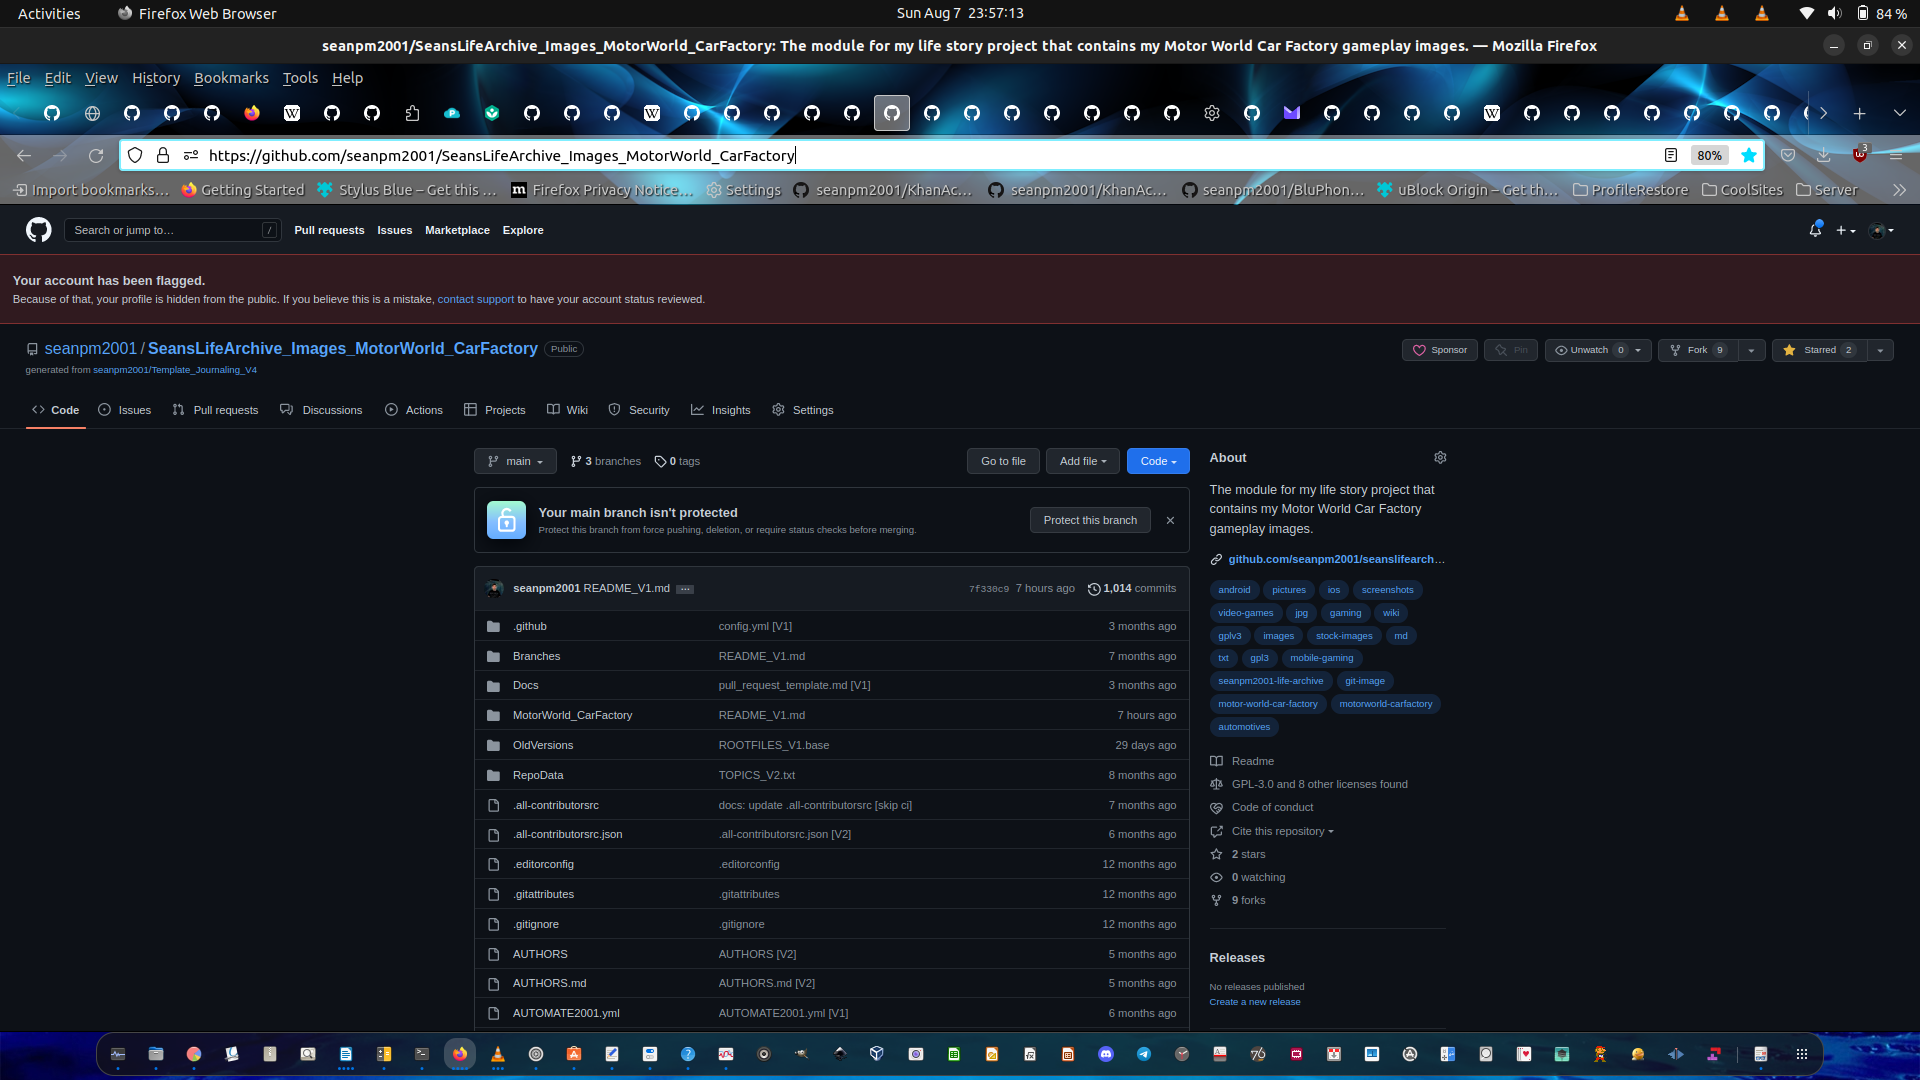 Activities
Firefox Web Browser
Sun Aug 7 23:57:13
84 %
seanpm2001/SeansLifeArchive_Images_MotorWorld_CarFactory: The module for my life story project that contains my Motor World Car Factory gameplay images. — Mozilla Firefox
File Edit View History Bookmarks Tools Help
https://github.com/seanpm2001/SeansLifeArchive_Images_MotorWorld_CarFactory
80%
3
Import bookmarks… Getting Started Stylus Blue – Get this … Firefox Privacy Notice… Settings seanpm2001/KhanAc… seanpm2001/KhanAc… seanpm2001/BluPhon… uBlock Origin – Get th… ProfileRestore CoolSites Server
Search or jump to… /
Pull requests Issues Marketplace Explore
Your account has been flagged.
Because of that, your profile is hidden from the public. If you believe this is a mistake, contact support to have your account status reviewed.
seanpm2001 / SeansLifeArchive_Images_MotorWorld_CarFactory Public
Sponsor Pin Unwatch 0 Fork 9 Starred 2
generated from seanpm2001/Template_Journaling_V4
Code Issues Pull requests Discussions Actions Projects Wiki Security Insights Settings
main 3 branches 0 tags Go to file Add file Code
Your main branch isn't protected
Protect this branch from force pushing, deletion, or require status checks before merging.
Protect this branch
seanpm2001 README_V1.md … 7f330c9 7 hours ago 1,014 commits
.github config.yml [V1] 3 months ago
Branches README_V1.md 7 months ago
Docs pull_request_template.md [V1] 3 months ago
MotorWorld_CarFactory README_V1.md 7 hours ago
OldVersions ROOTFILES_V1.base 29 days ago
RepoData TOPICS_V2.txt 8 months ago
.all-contributorsrc docs: update .all-contributorsrc [skip ci] 7 months ago
.all-contributorsrc.json .all-contributorsrc.json [V2] 6 months ago
.editorconfig .editorconfig 12 months ago
.gitattributes .gitattributes 12 months ago
.gitignore .gitignore 12 months ago
AUTHORS AUTHORS [V2] 5 months ago
AUTHORS.md AUTHORS.md [V2] 5 months ago
AUTOMATE2001.yml AUTOMATE2001.yml [V1] 6 months ago
About
The module for my life story project that
contains my Motor World Car Factory
gameplay images.
github.com/seanpm2001/seanslifearch…
android pictures ios screenshots
video-games jpg gaming wiki
gplv3 images stock-images md
txt gpl3 mobile-gaming
seanpm2001-life-archive git-image
motor-world-car-factory motorworld-carfactory
automotives
Readme
GPL-3.0 and 8 other licenses found
Code of conduct
Cite this repository
2 stars
0 watching
9 forks
Releases
No releases published
Create a new release